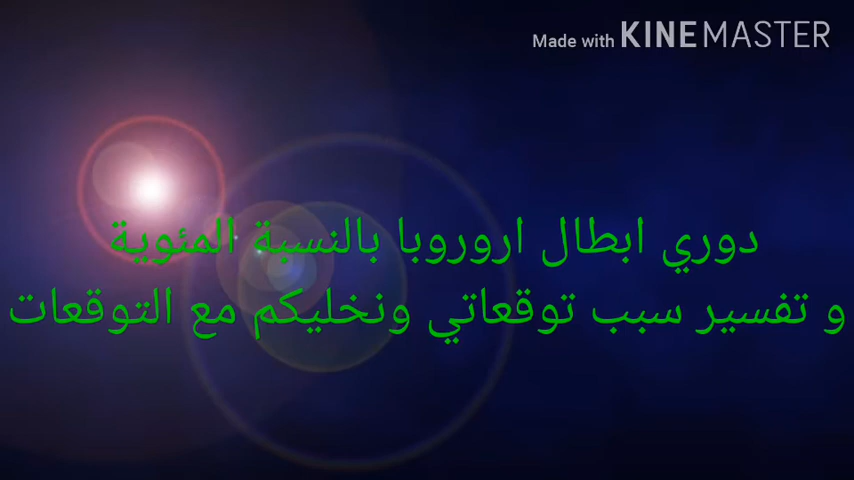 Made with KINEMASTER
دوري ابطال اروروبا بالنسبة المئوية
و تفسير سبب توقعاتي ونخليكم مع التوقعات